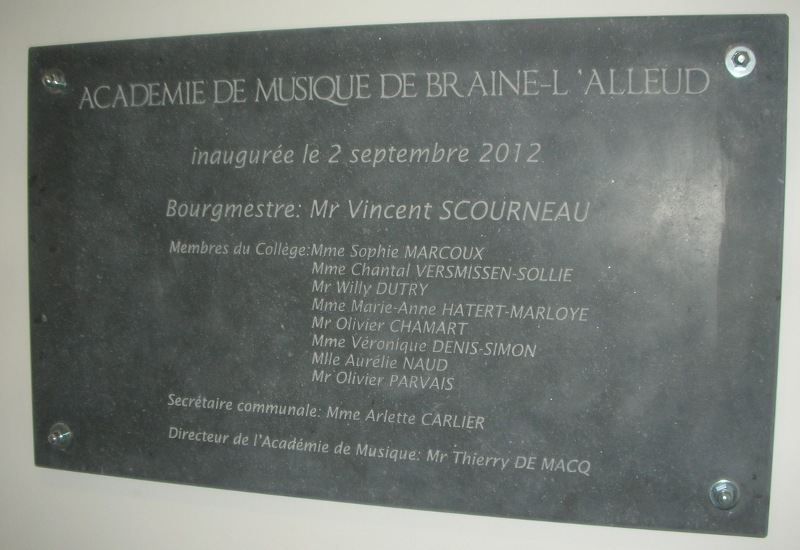 ACADEMIE DE MUSIQUE DE BRAINE-L 'ALLEUD
inaugurée le 2 septembre 2012
Bourgmestre: Mr Vincent SCOURNEAU
Membres du Collège:Mme Sophie MARCOUX
Mme Chantal VERSMISSEN-SOLLIE
Mr Willy DUTRY
Mme Marie-Anne HATERT-MARLOYE
Mr Olivier CHAMART
Mme Véronique DENIS-SIMON
Mlle Aurélie NAUD
Mr Olivier PARVAIS
Secrétaire communale: Mme Arlette CARLIER
Directeur de l'Académie de Musique: Mr Thierry DE MACQ